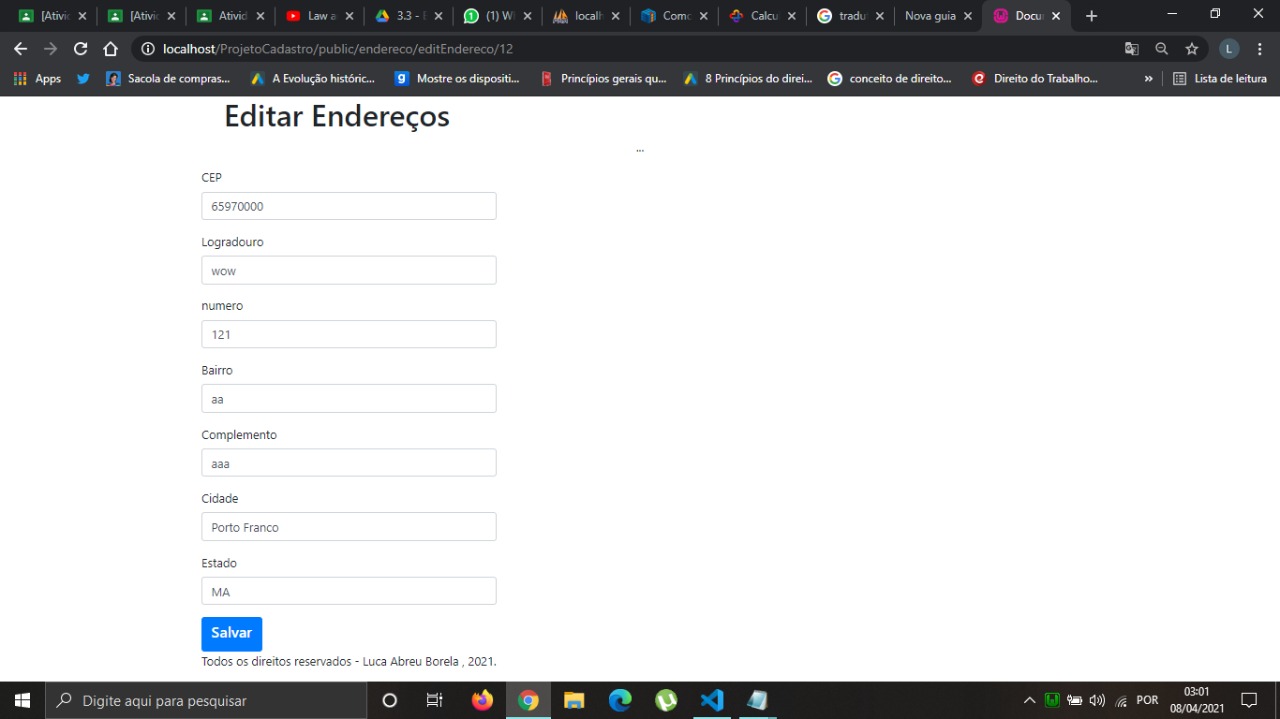 [Ativi
[Ativi
Ativid
Law a
3.3 -
(1) W
localh
Como
Calcu
tradu
Nova guia
Docu
localhost/ProjetoCadastro/public/endereco/editEndereco/12
L
Apps
Sacola de compras...
A Evolução históric...
Mostre os dispositi...
Princípios gerais qu...
8 Princípios do direi...
conceito de direito...
Direito do Trabalho...
»
Lista de leitura
Editar Endereços
...
CEP
65970000
Logradouro
wow
numero
121
Bairro
aa
Complemento
aaa
Cidade
Porto Franco
Estado
MA
Salvar
Todos os direitos reservados - Luca Abreu Borela , 2021.
Digite aqui para pesquisar
POR
03:01
08/04/2021